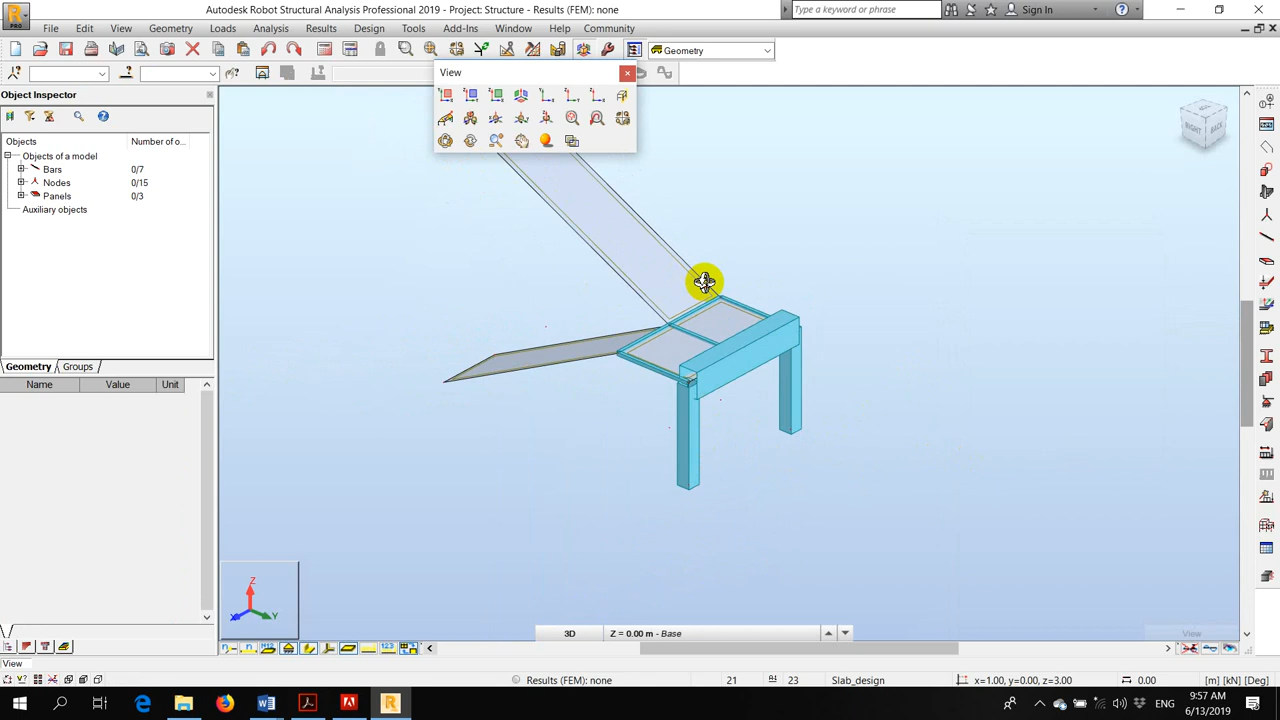 Autodesk Robot Structural Analysis Professional 2019 - Project: Structure - Results (FEM): none
Type a keyword or phrase
Sign In
PRO
File Edit View Geometry Loads Analysis Results Design Tools Add-Ins Window Help Community
Geometry
View
Object Inspector
Objects Number of o...
Objects of a model
Bars 0/7
Nodes 0/15
Panels 0/3
Auxiliary objects
RIGHT BACK
Geometry Groups
Name Value Unit
Z
X Y
3D Z = 0.00 m - Base
View
View
Results (FEM): none 21 23 Slab_design x=1.00, y=0.00, z=3.00 0.00 [m] [kN] [Deg]
ENG
9:57 AM
6/13/2019